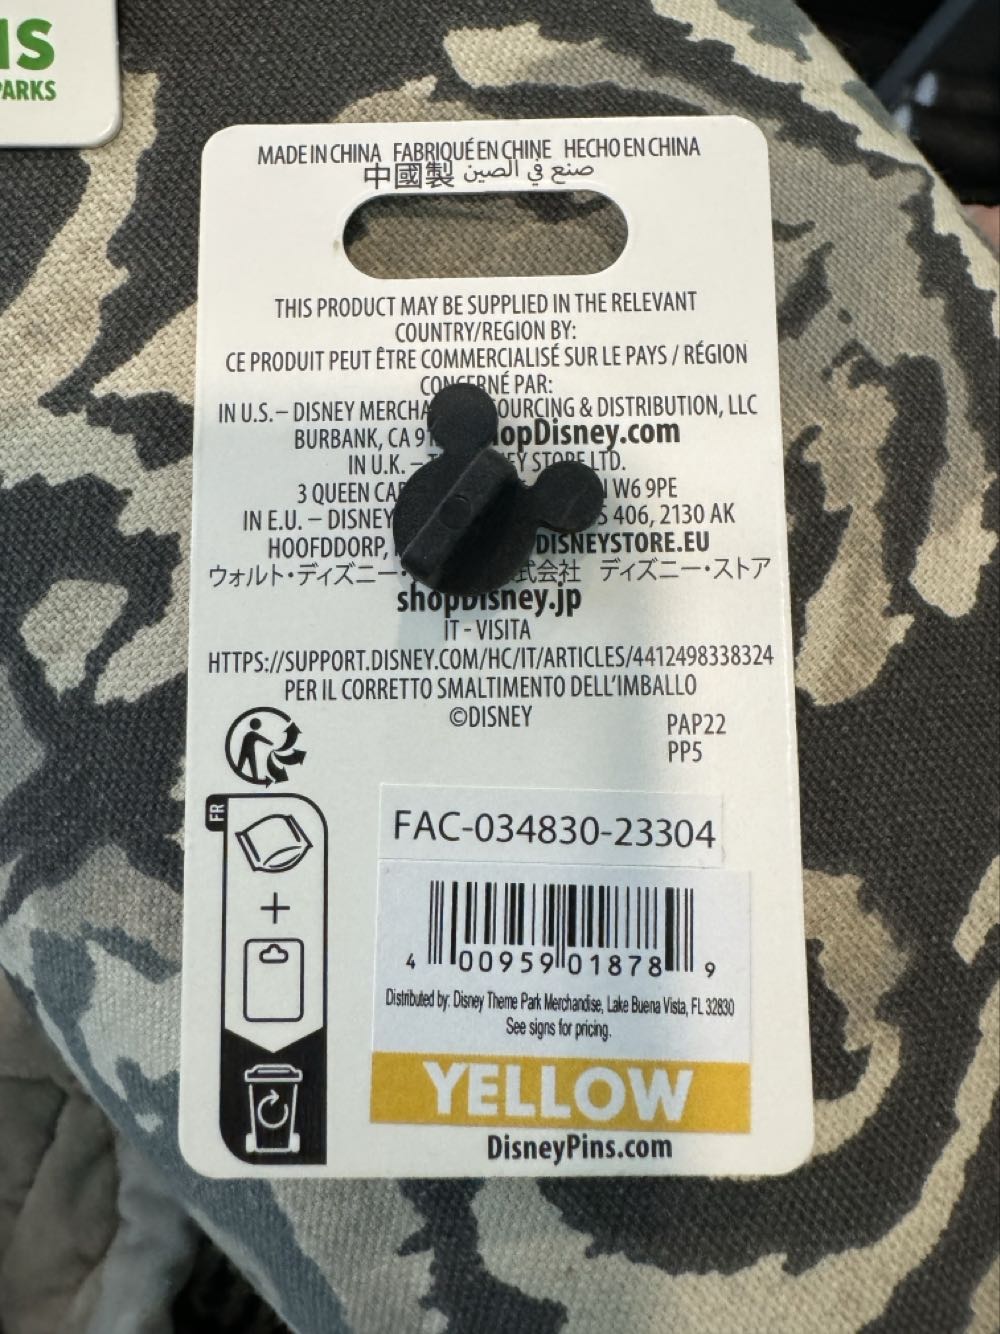 IS
PARKS
MADE IN CHINA FABRIQUÉ EN CHINE HECHO EN CHINA
中國製 صنع في الصين
THIS PRODUCT MAY BE SUPPLIED IN THE RELEVANT
COUNTRY/REGION BY:
CE PRODUIT PEUT ÊTRE COMMERCIALISÉ SUR LE PAYS / RÉGION
CONCERNÉ PAR:
IN U.S. – DISNEY MERCHA OURCING & DISTRIBUTION, LLC
BURBANK, CA 91 opDisney.com
IN U.K. – EY STORE LTD.
3 QUEEN CAR W6 9PE
IN E.U. – DISNEY S 406, 2130 AK
HOOFDDORP, DISNEYSTORE.EU
ウォルト・ディズニー・ 式会社 ディズニー・ストア
shopDisney.jp
IT - VISITA
HTTPS://SUPPORT.DISNEY.COM/HC/IT/ARTICLES/4412498338324
PER IL CORRETTO SMALTIMENTO DELL'IMBALLO
©DISNEY
PAP22
PP5
FR
+
FAC-034830-23304
4 00959 01878 9
Distributed by: Disney Theme Park Merchandise, Lake Buena Vista, FL 32830
See signs for pricing.
YELLOW
DisneyPins.com